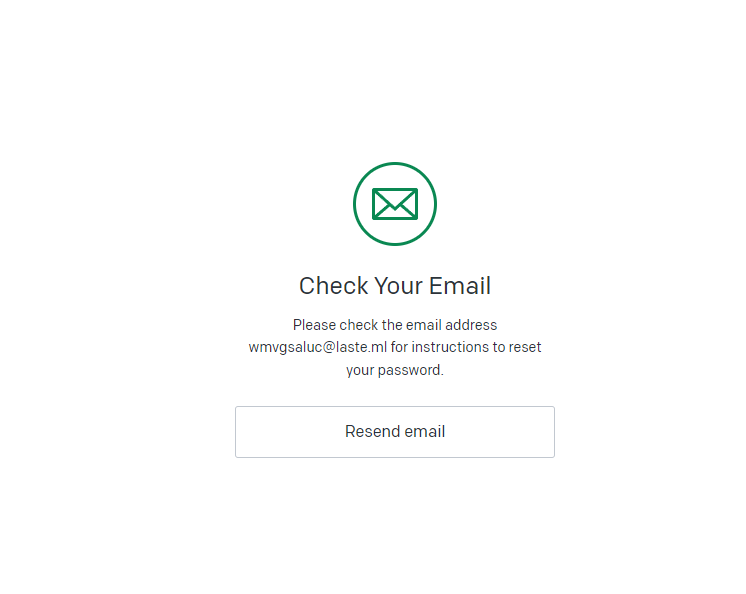 Check Your Email
Please check the email address
wmvgsaluc@laste.ml for instructions to reset
your password.
Resend email